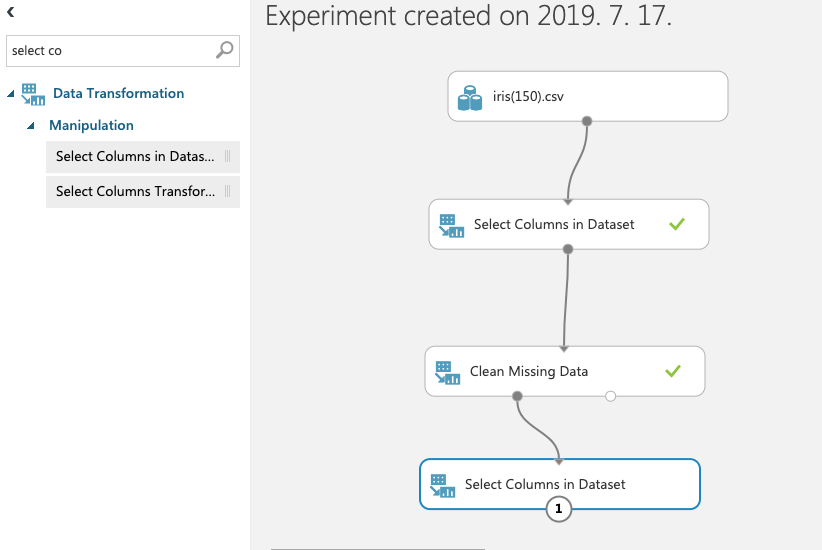 Experiment created on 2019. 7. 17.
select co
Data Transformation
Manipulation
Select Columns in Datas...
Select Columns Transfor...
iris(150).csv
Select Columns in Dataset
Clean Missing Data
Select Columns in Dataset
1